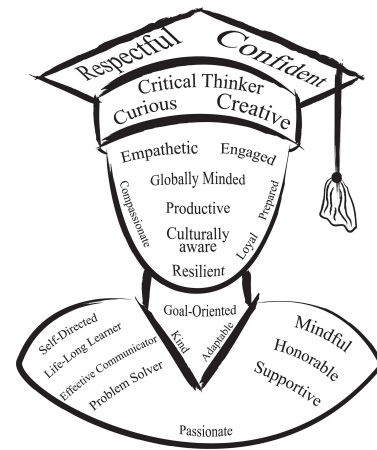 Respectful
Confident
Critical Thinker
Curious
Creative
Empathetic
Engaged
Globally Minded
Compassionate
Productive
Prepared
Culturally
aware
Loyal
Resilient
Goal-Oriented
Kind
Adaptable
Self-Directed
Life-Long Learner
Effective Communicator
Problem Solver
Mindful
Honorable
Supportive
Passionate